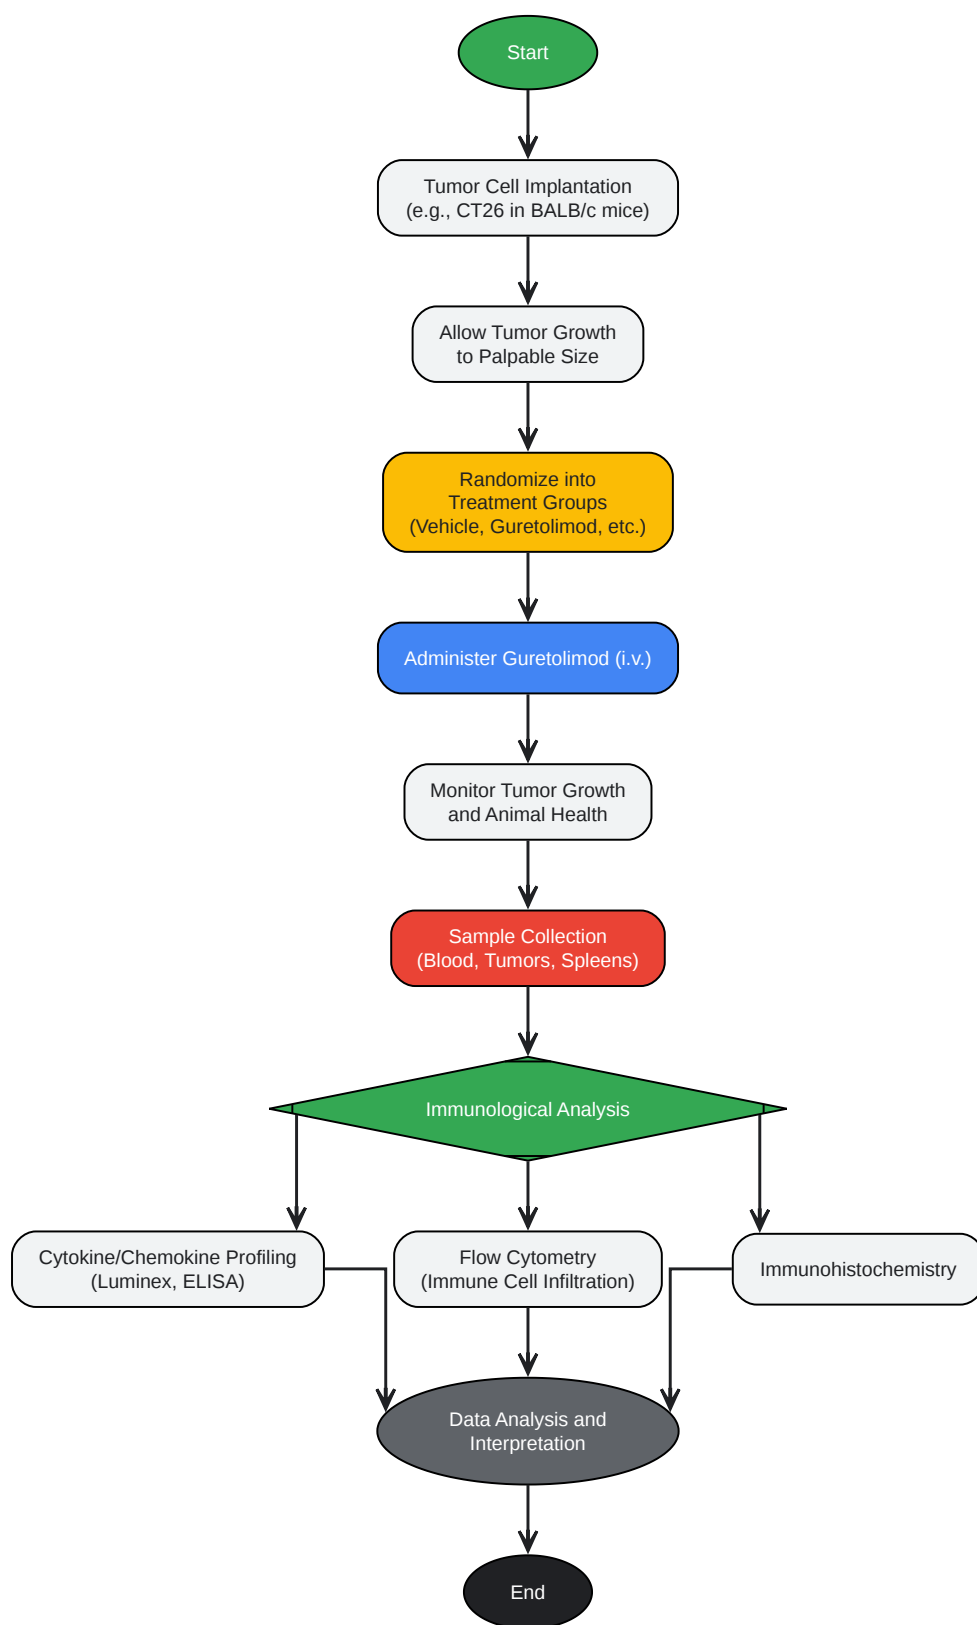 Start
Tumor Cell Implantation
(e.g., CT26 in BALB/c mice)
Allow Tumor Growth
to Palpable Size
Randomize into
Treatment Groups
(Vehicle, Guretolimod, etc.)
Administer Guretolimod (i.v.)
Monitor Tumor Growth
and Animal Health
Sample Collection
(Blood, Tumors, Spleens)
Immunological Analysis
Cytokine/Chemokine Profiling
(Luminex, ELISA)
Flow Cytometry
(Immune Cell Infiltration)
Immunohistochemistry
Data Analysis and
Interpretation
End